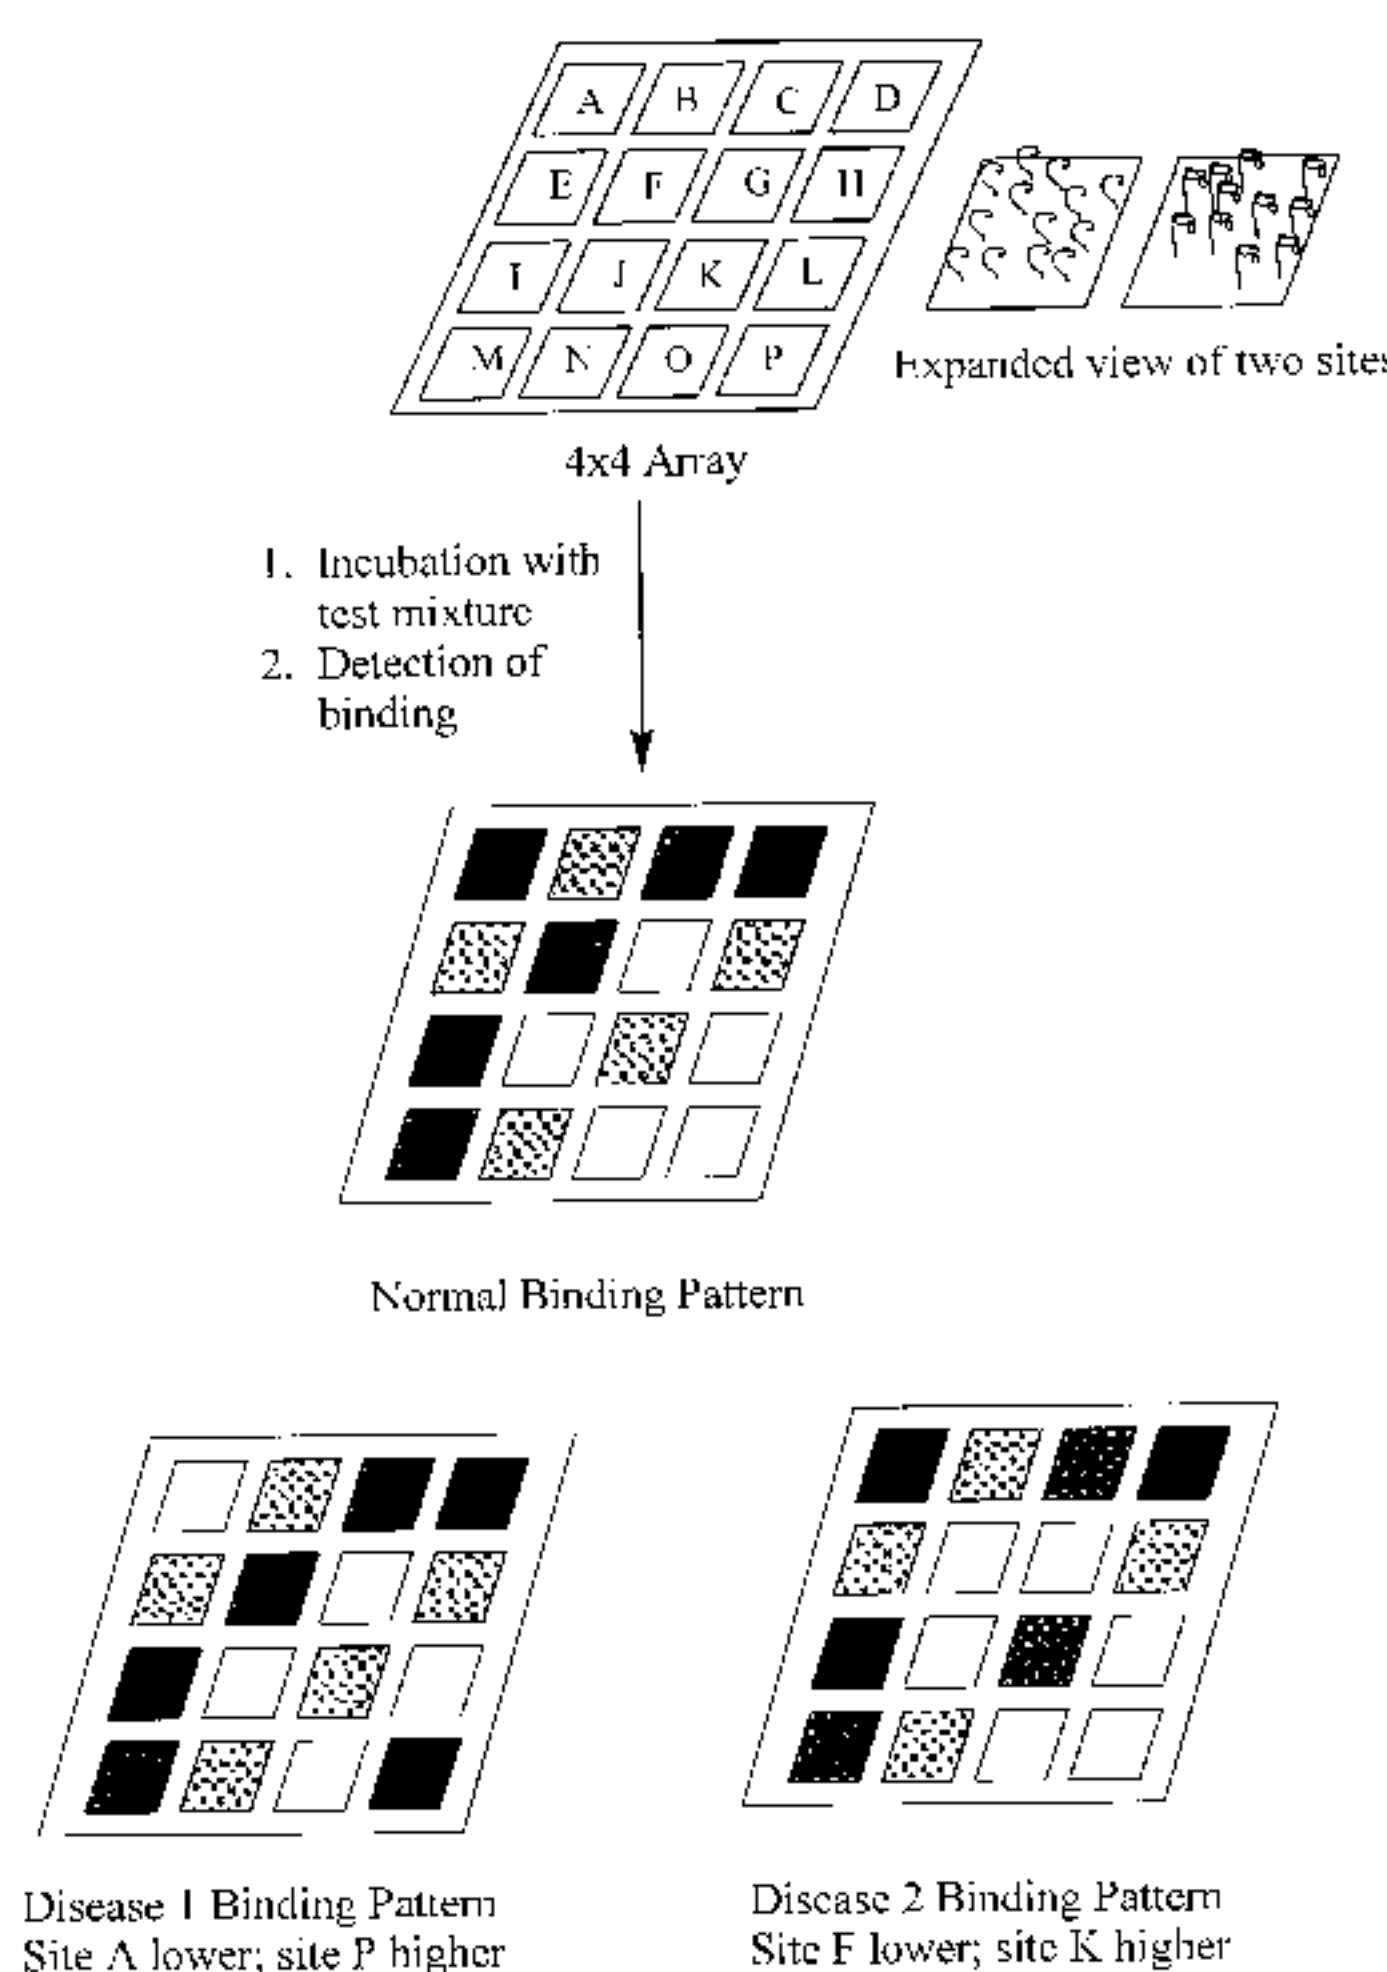 A B C D
E F G H
I J K L
M N O P
Expanded view of two sites
4x4 Array
1. Incubation with
test mixture
2. Detection of
binding
Normal Binding Pattern
Disease 1 Binding Pattern
Site A lower; site P higher
Disease 2 Binding Pattern
Site F lower; site K higher